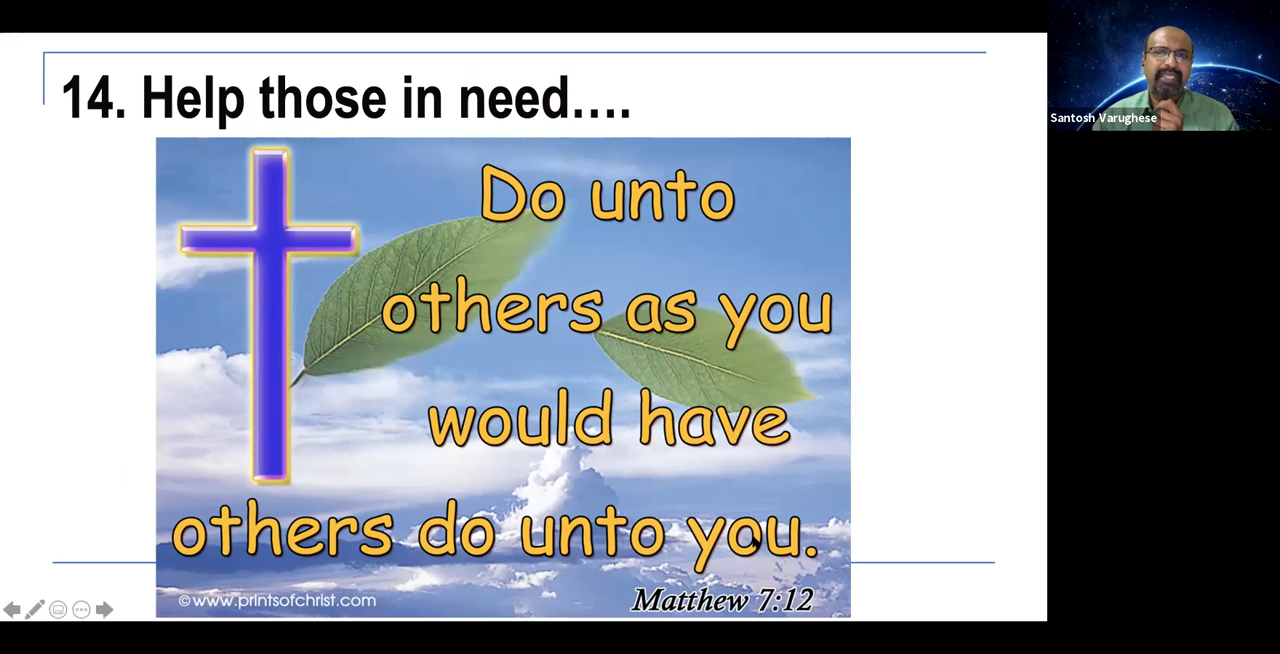 14. Help those in need….
Do unto
others as you
would have
others do unto you.
©www.printsofchrist.com
Matthew 7:12
Santosh Varughese